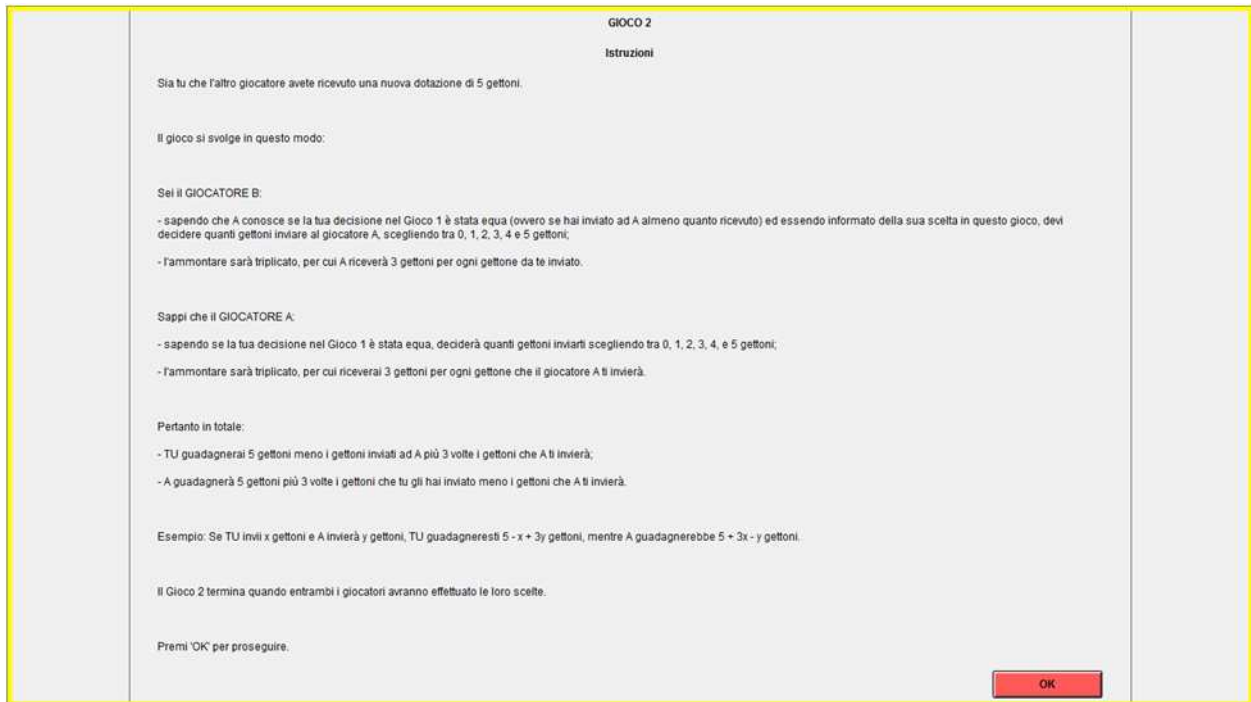 GIOCO 2
Istruzioni
Sia tu che l'altro giocatore avete ricevuto una nuova dotazione di 5 gettoni.
Il gioco si svolge in questo modo:
Sei il GIOCATORE B:
- sapendo che A conosce se la tua decisione nel Gioco 1 è stata equa (ovvero se hai inviato ad A almeno quanto ricevuto) ed essendo informato della sua scelta in questo gioco, devi
decidere quanti gettoni inviare al giocatore A, scegliendo tra 0, 1, 2, 3, 4 e 5 gettoni;
- l'ammontare sarà triplicato, per cui A riceverà 3 gettoni per ogni gettone da te inviato.
Sappi che il GIOCATORE A:
- sapendo se la tua decisione nel Gioco 1 è stata equa, deciderà quanti gettoni inviarti scegliendo tra 0, 1, 2, 3, 4, e 5 gettoni;
- l'ammontare sarà triplicato, per cui riceverai 3 gettoni per ogni gettone che il giocatore A ti invierà.
Pertanto in totale:
- TU guadagnerai 5 gettoni meno i gettoni inviati ad A più 3 volte i gettoni che A ti invierà;
- A guadagnerà 5 gettoni più 3 volte i gettoni che tu gli hai inviato meno i gettoni che A ti invierà.
Esempio: Se TU invii x gettoni e A invierà y gettoni, TU guadagneresti 5 - x + 3y gettoni, mentre A guadagnerebbe 5 + 3x - y gettoni.
Il Gioco 2 termina quando entrambi i giocatori avranno effettuato le loro scelte.
Premi 'OK' per proseguire.
OK